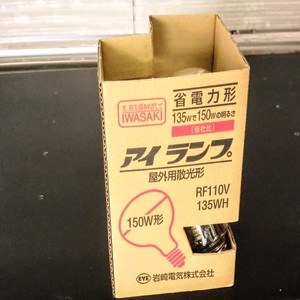 IWASAKI
省電力形
135Wで150Wの明るさ
(当社比)
アイ ランプ®
屋外用散光形
RF110V
135WH
150W形
EYE
岩崎電気株式会社